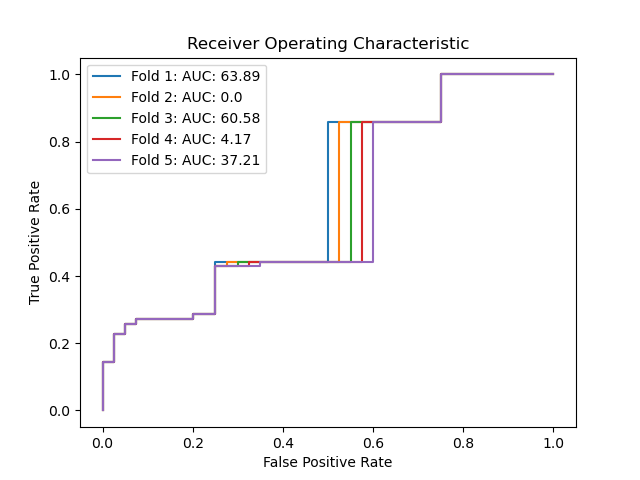 Receiver Operating Characteristic
Fold 1: AUC: 63.89
Fold 2: AUC: 0.0
Fold 3: AUC: 60.58
Fold 4: AUC: 4.17
Fold 5: AUC: 37.21
True Positive Rate
1.0
0.8
0.6
0.4
0.2
0.0
0.0 0.2 0.4 0.6 0.8 1.0
False Positive Rate